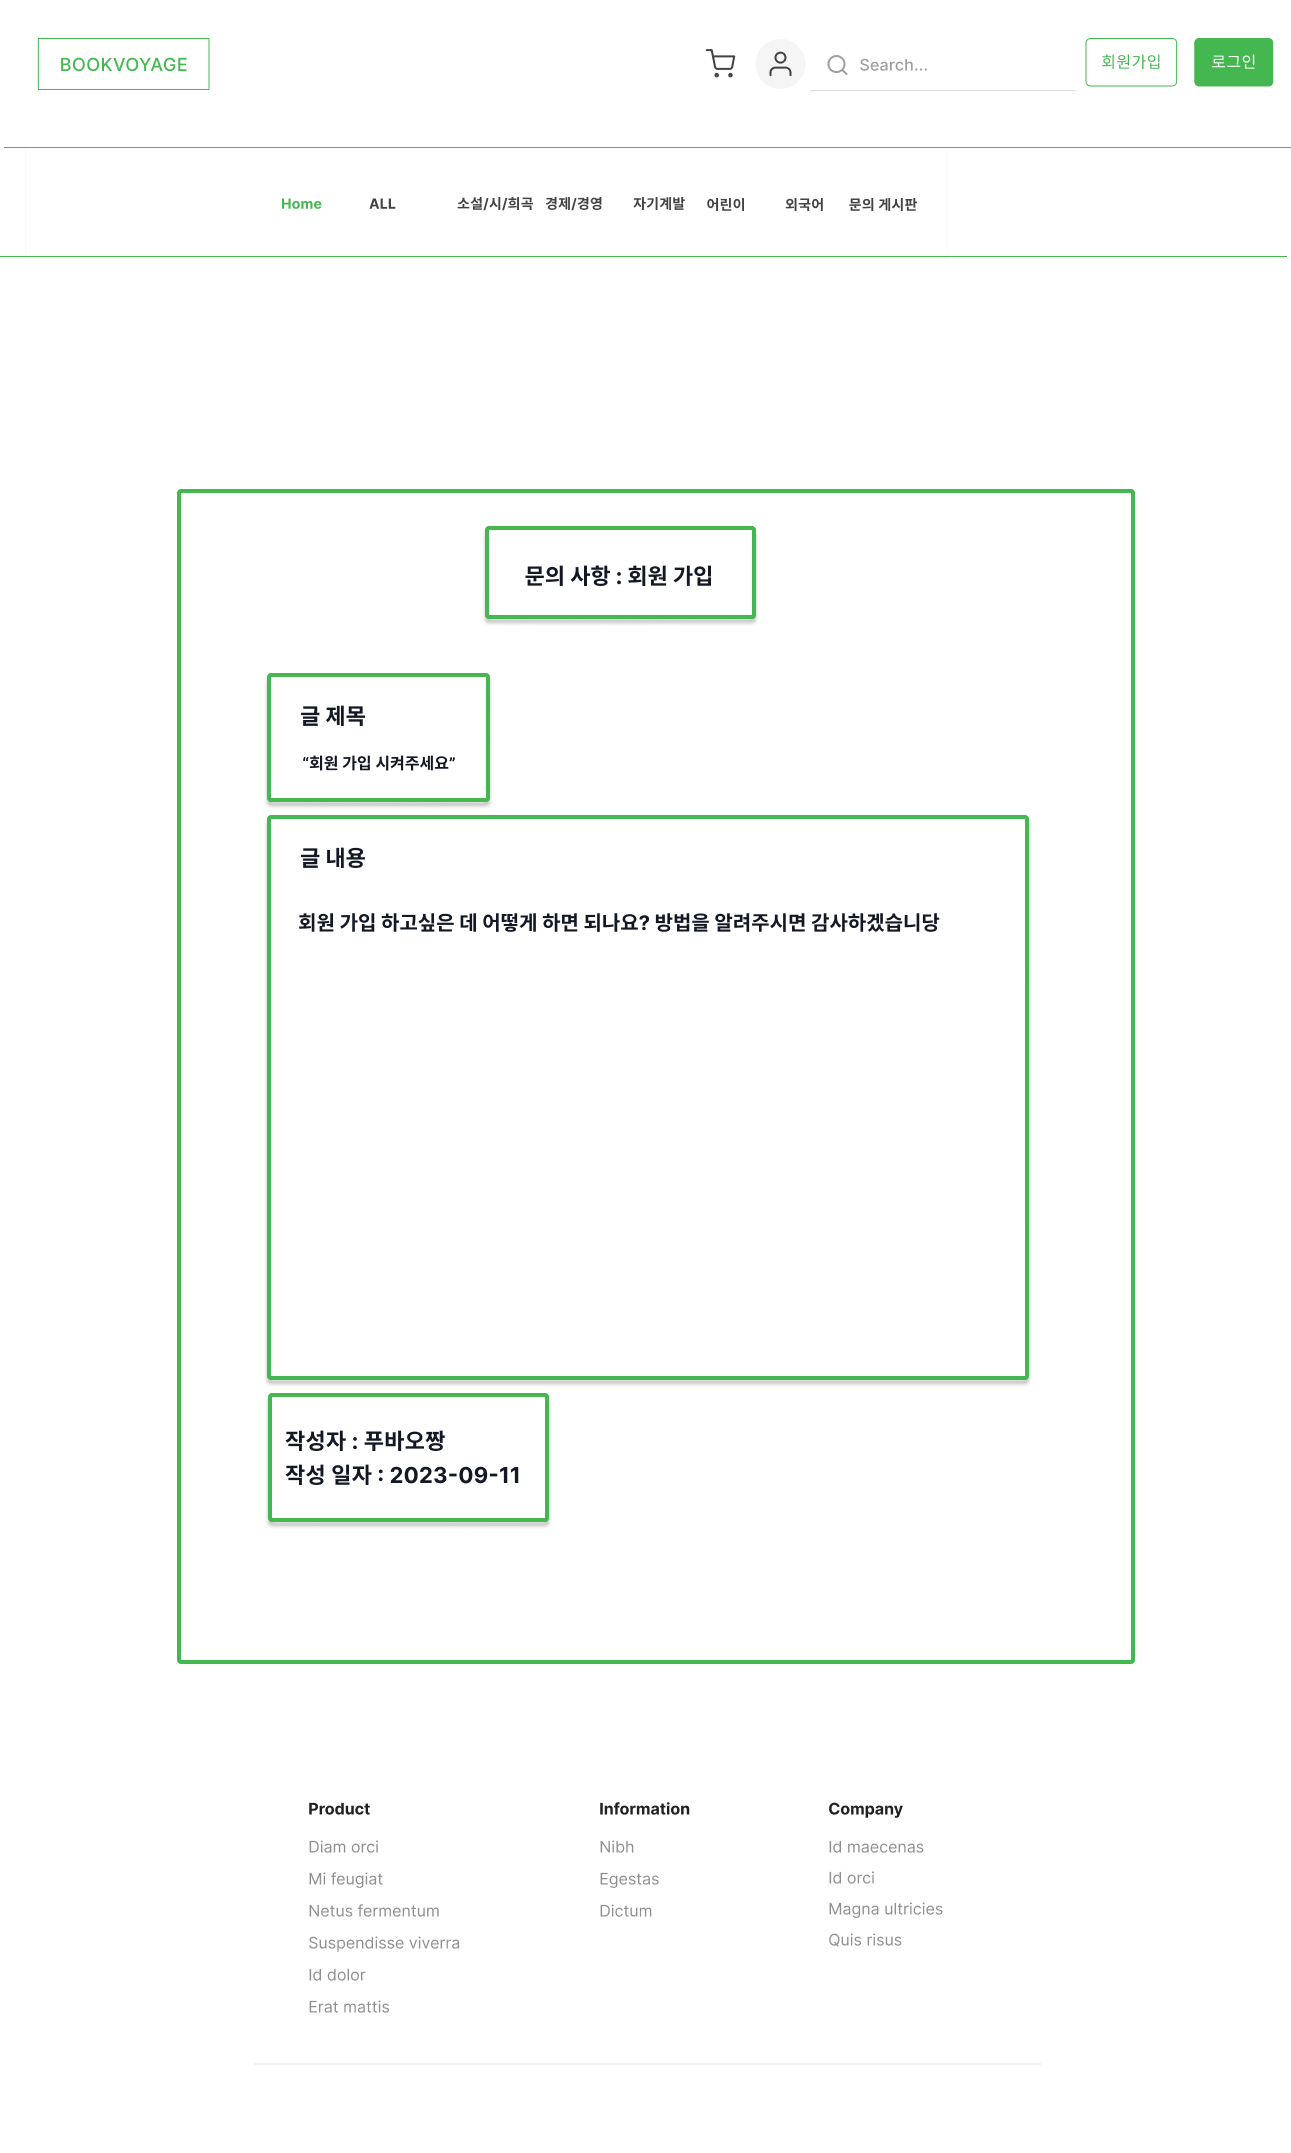 BOOKVOYAGE
Search...
회원가입
로그인
Home
ALL
소설/시/희곡
경제/경영
자기계발
어린이
외국어
문의 게시판
문의 사항 : 회원 가입
글 제목
“회원 가입 시켜주세요”
글 내용
회원 가입 하고싶은 데 어떻게 하면 되나요? 방법을 알려주시면 감사하겠습니당
작성자 : 푸바오짱
작성 일자 : 2023-09-11
Product
Diam orci
Mi feugiat
Netus fermentum
Suspendisse viverra
Id dolor
Erat mattis
Information
Nibh
Egestas
Dictum
Company
Id maecenas
Id orci
Magna ultricies
Quis risus